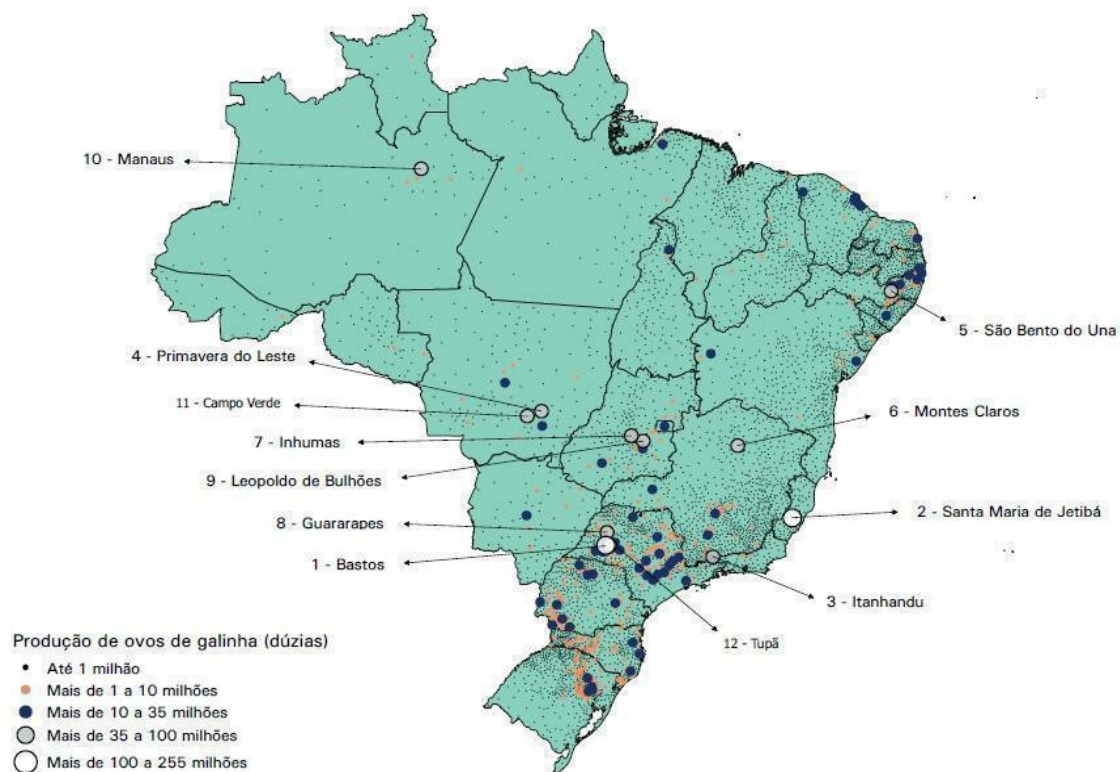 10 - Manaus
5 - São Bento do Una
4 - Primavera do Leste
11 - Campo Verde
6 - Montes Claros
7 - Inhumas
9 - Leopoldo de Bulhões
2 - Santa Maria de Jetibá
8 - Guararapes
1 - Bastos
3 - Itanhandu
12 - Tupã
Produção de ovos de galinha (dúzias)
Até 1 milhão
Mais de 1 a 10 milhões
Mais de 10 a 35 milhões
Mais de 35 a 100 milhões
Mais de 100 a 255 milhões